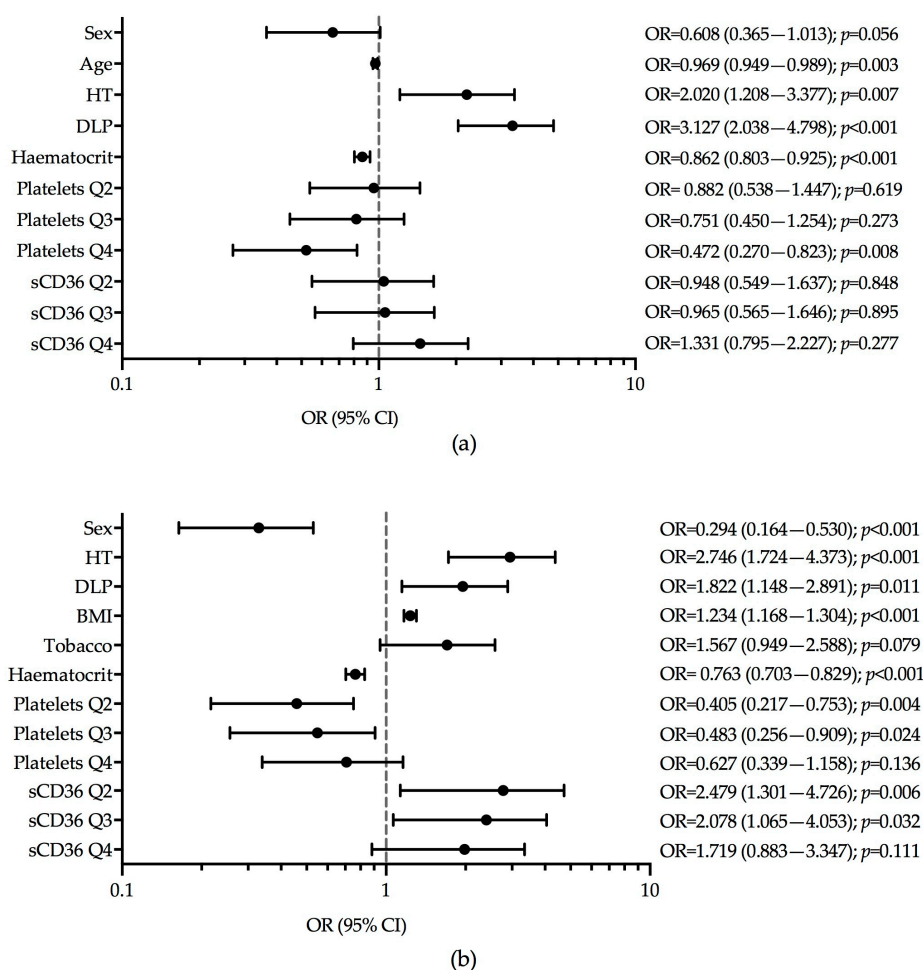 Sex OR=0.608 (0.365—1.013); p=0.056
Age OR=0.969 (0.949—0.989); p=0.003
HT OR=2.020 (1.208—3.377); p=0.007
DLP OR=3.127 (2.038—4.798); p<0.001
Haematocrit OR=0.862 (0.803—0.925); p<0.001
Platelets Q2 OR= 0.882 (0.538—1.447); p=0.619
Platelets Q3 OR=0.751 (0.450—1.254); p=0.273
Platelets Q4 OR=0.472 (0.270—0.823); p=0.008
sCD36 Q2 OR=0.948 (0.549—1.637); p=0.848
sCD36 Q3 OR=0.965 (0.565—1.646); p=0.895
sCD36 Q4 OR=1.331 (0.795—2.227); p=0.277
0.1 1 10
OR (95% CI)
(a)
Sex OR=0.294 (0.164—0.530); p<0.001
HT OR=2.746 (1.724—4.373); p<0.001
DLP OR=1.822 (1.148—2.891); p=0.011
BMI OR=1.234 (1.168—1.304); p<0.001
Tobacco OR=1.567 (0.949—2.588); p=0.079
Haematocrit OR= 0.763 (0.703—0.829); p<0.001
Platelets Q2 OR=0.405 (0.217—0.753); p=0.004
Platelets Q3 OR=0.483 (0.256—0.909); p=0.024
Platelets Q4 OR=0.627 (0.339—1.158); p=0.136
sCD36 Q2 OR=2.479 (1.301—4.726); p=0.006
sCD36 Q3 OR=2.078 (1.065—4.053); p=0.032
sCD36 Q4 OR=1.719 (0.883—3.347); p=0.111
0.1 1 10
OR (95% CI)
(b)